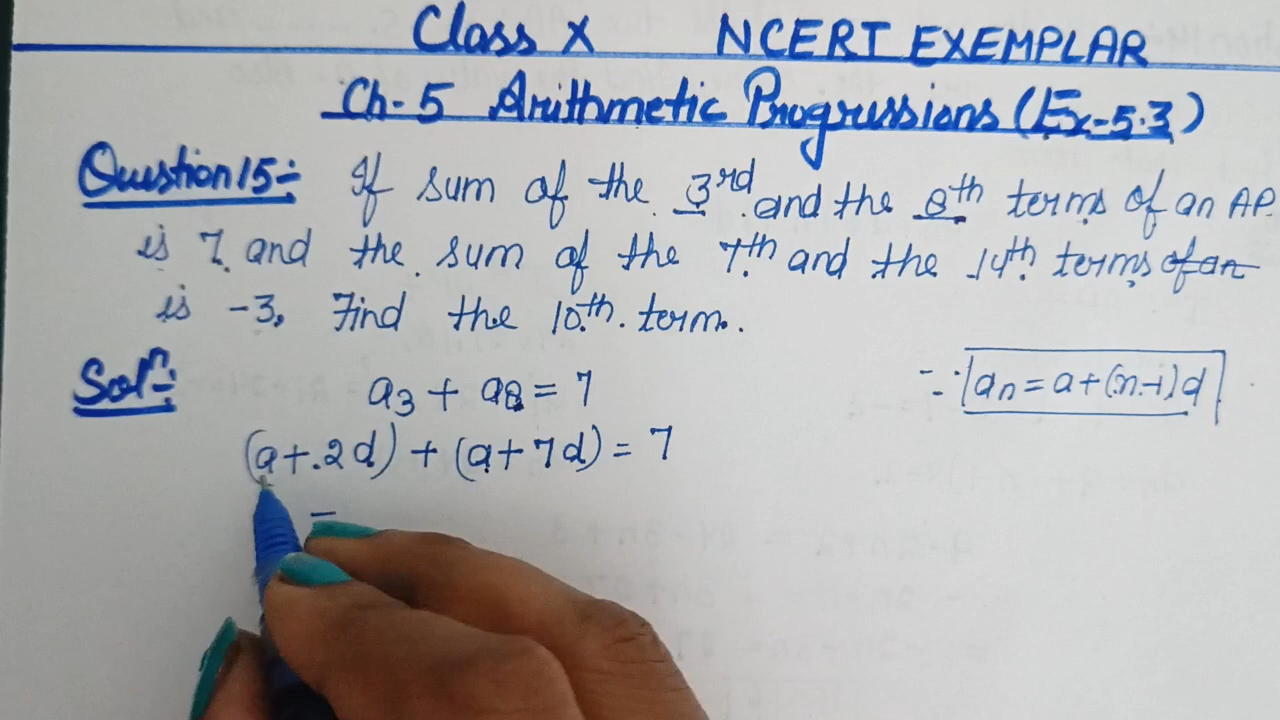 Class X NCERT EXEMPLAR
Ch-5 Arithmetic Progressions (Ex-5.3)
Question 15:- If sum of the 3rd and the 8th terms of an AP.
is 7 and the sum of the 7th and the 14th terms of an
is -3, Find the 10th term.
Solⁿ:- a₃ + a₈ = 7 aₙ = a+(n-1)d
(a+2d) + (a+7d) = 7